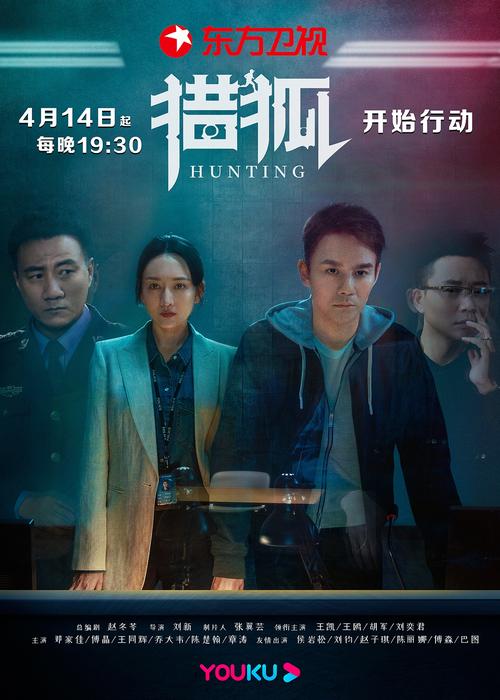 东方卫视
4月14日起
每晚19:30
猎狐
HUNTING
开始行动
总编剧 赵冬苓 导演 刘新 制片人 张翼芸 领衔主演 王凯/王鸥/胡军/刘奕君
主演 邓家佳/傅晶/王同辉/乔大韦/陈楚翰/章涛 友情出演 侯岩松/刘钧/赵子琪/陈丽娜/傅淼/巴图
YOUKU